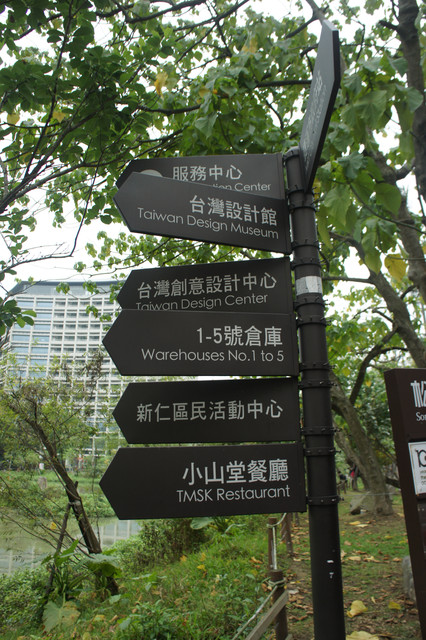 服務中心
Center
台灣設計館
Taiwan Design Museum
台灣創意設計中心
Taiwan Design Center
1-5號倉庫
Warehouses No.1 to 5
新仁區民活動中心
小山堂餐廳
TMSK Restaurant
松